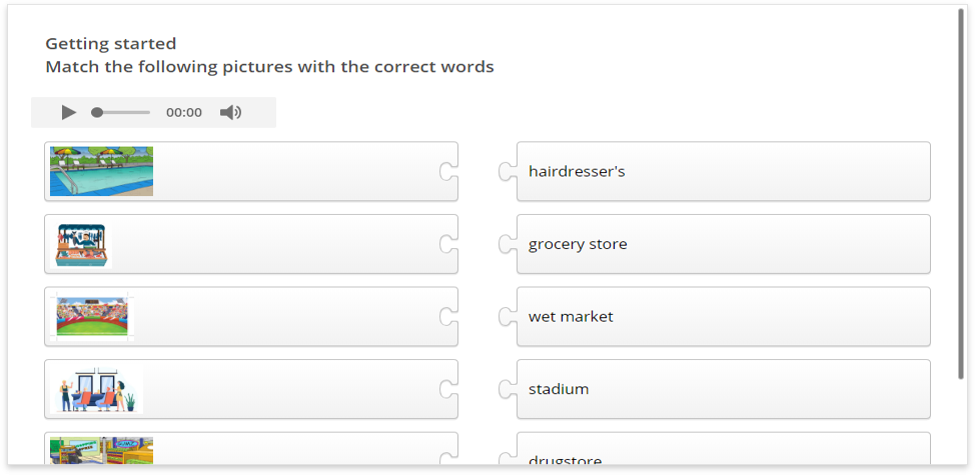 Getting started
Match the following pictures with the correct words
00:00
hairdresser's
grocery store
wet market
stadium
drugstore